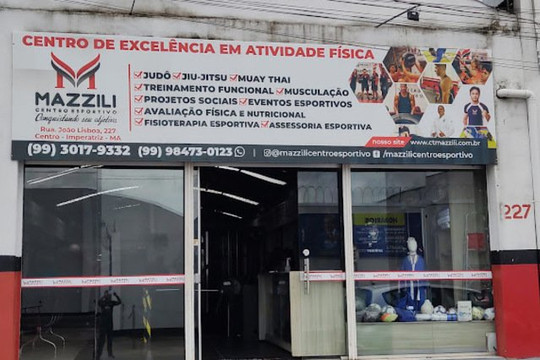 CENTRO DE EXCELÊNCIA EM ATIVIDADE FÍSICA
MAZZILI
CENTRO ESPORTIVO
Conquistando seu objetivo
Rua. João Lisboa, 227
Centro - Imperatriz - MA
JUDÔ JIU-JITSU MUAY THAI
TREINAMENTO FUNCIONAL MUSCULAÇÃO
PROJETOS SOCIAIS EVENTOS ESPORTIVOS
AVALIAÇÃO FÍSICA E NUTRICIONAL
FISIOTERAPIA ESPORTIVA ASSESSORIA ESPORTIVA
nosso site www.ctmazzili.com.br
(99) 3017-9332 (99) 98473-0123 @mazzilicentroesportivo /mazzilicentroesportivo
227